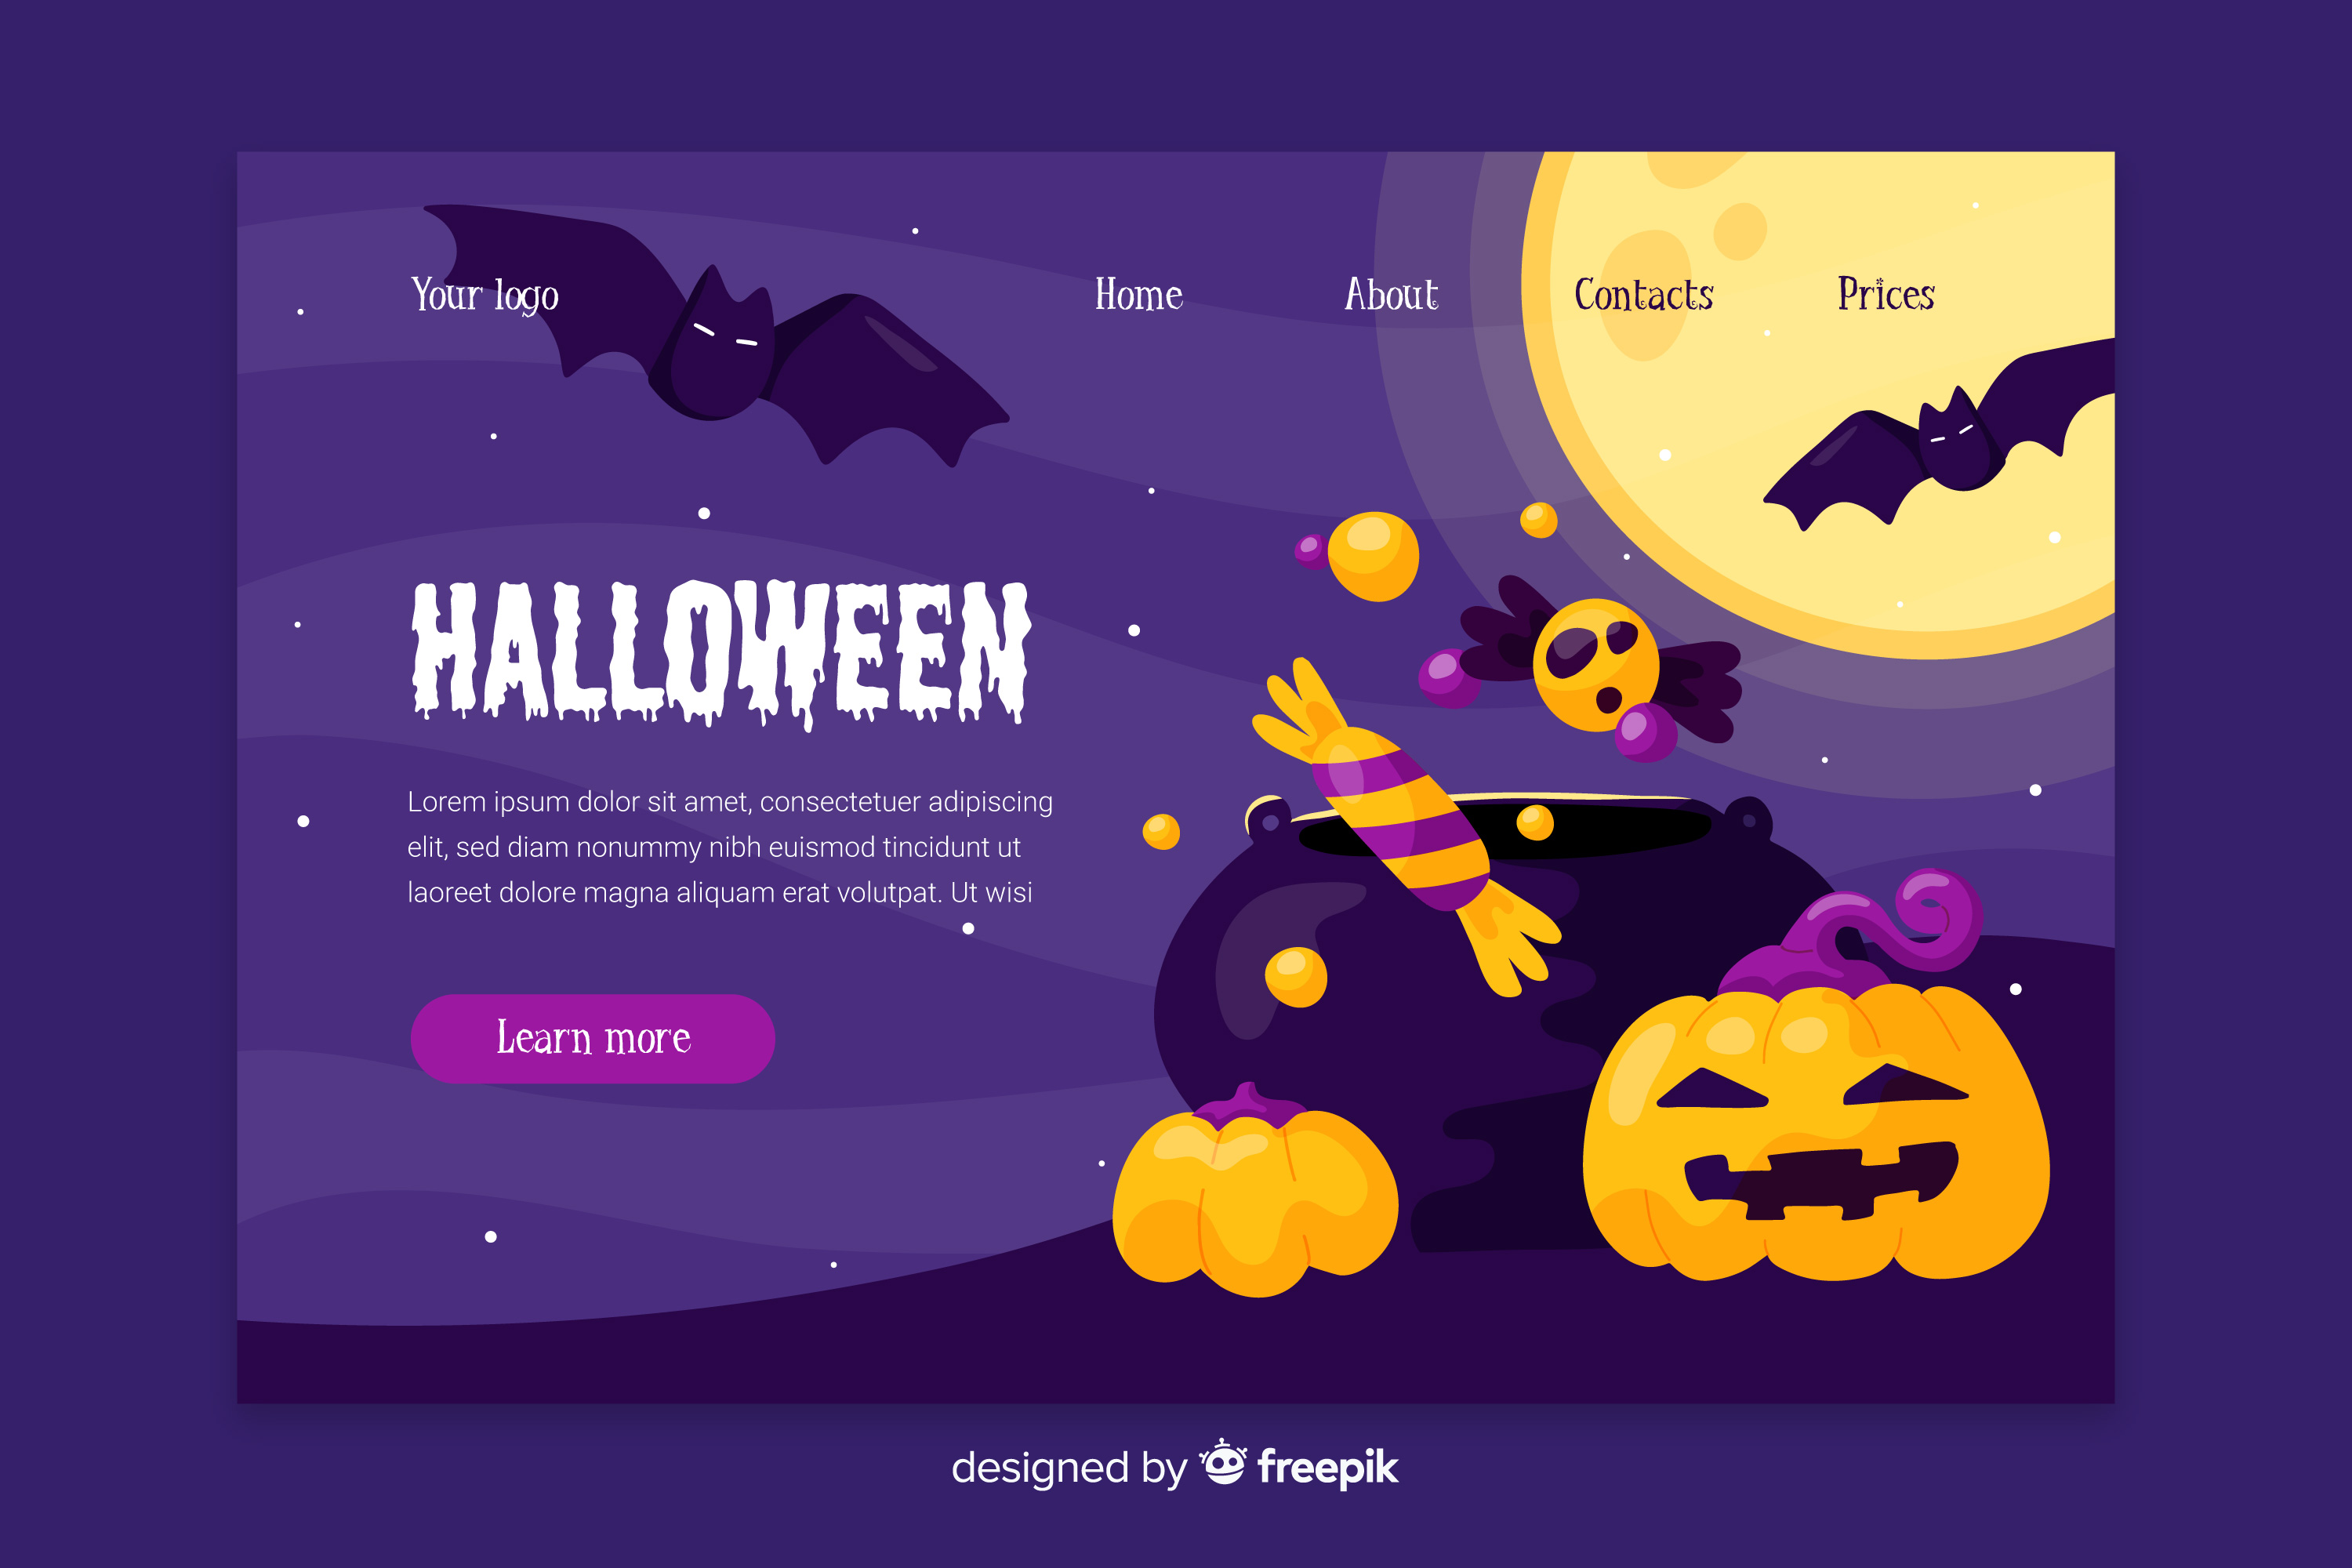 Your logo
Home
About
Contacts
Prices
HALLOWEEN
Lorem ipsum dolor sit amet, consectetuer adipiscing
elit, sed diam nonummy nibh euismod tincidunt ut
laoreet dolore magna aliquam erat volutpat. Ut wisi
Learn more
designed by freepik